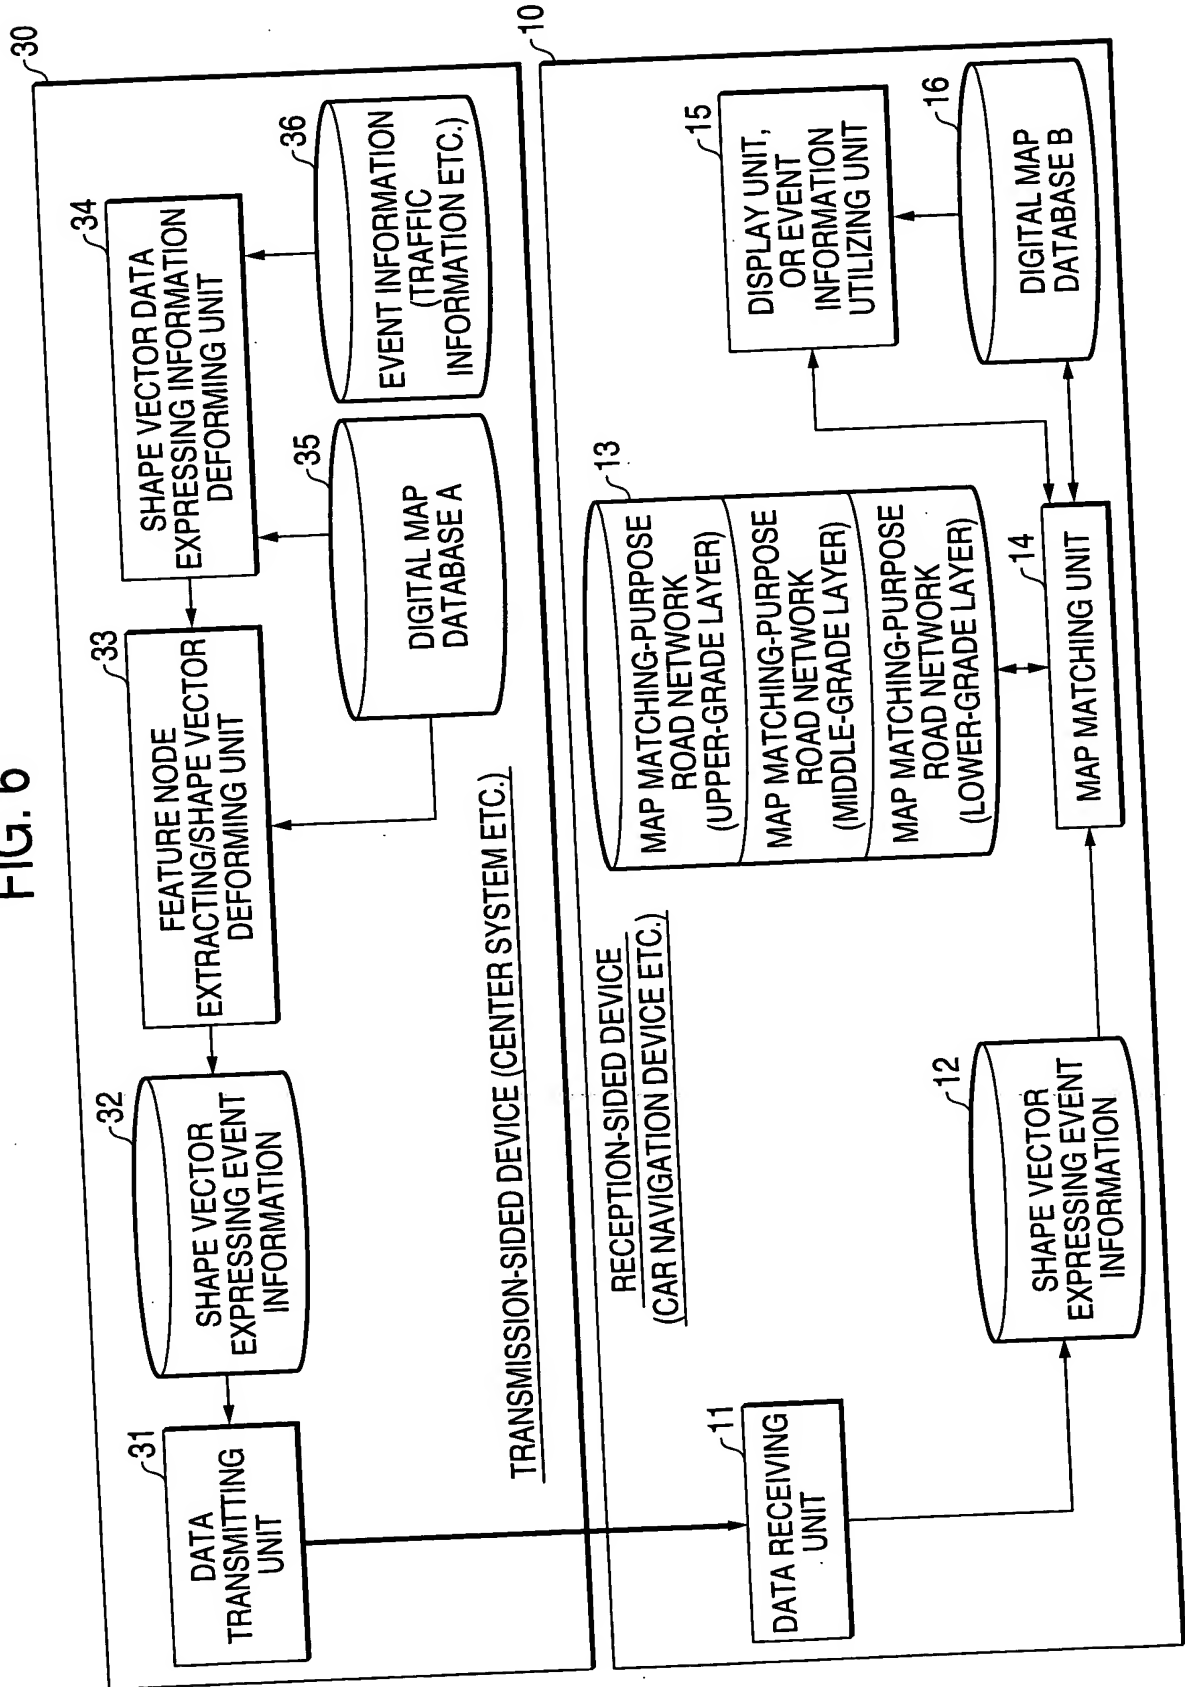 FIG. 6
30
31
DATA
TRANSMITTING
UNIT
32
SHAPE VECTOR
EXPRESSING EVENT
INFORMATION
33
FEATURE NODE
EXTRACTING/SHAPE VECTOR
DEFORMING UNIT
34
SHAPE VECTOR DATA
EXPRESSING INFORMATION
DEFORMING UNIT
35
DIGITAL MAP
DATABASE A
36
EVENT INFORMATION
(TRAFFIC
INFORMATION ETC.)
TRANSMISSION-SIDED DEVICE (CENTER SYSTEM ETC.)
10
RECEPTION-SIDED DEVICE
(CAR NAVIGATION DEVICE ETC.)
11
DATA RECEIVING
UNIT
12
SHAPE VECTOR
EXPRESSING EVENT
INFORMATION
13
MAP MATCHING-PURPOSE
ROAD NETWORK
(UPPER-GRADE LAYER)
MAP MATCHING-PURPOSE
ROAD NETWORK
(MIDDLE-GRADE LAYER)
MAP MATCHING-PURPOSE
ROAD NETWORK
(LOWER-GRADE LAYER)
14
MAP MATCHING UNIT
15
DISPLAY UNIT,
OR EVENT
INFORMATION
UTILIZING UNIT
16
DIGITAL MAP
DATABASE B